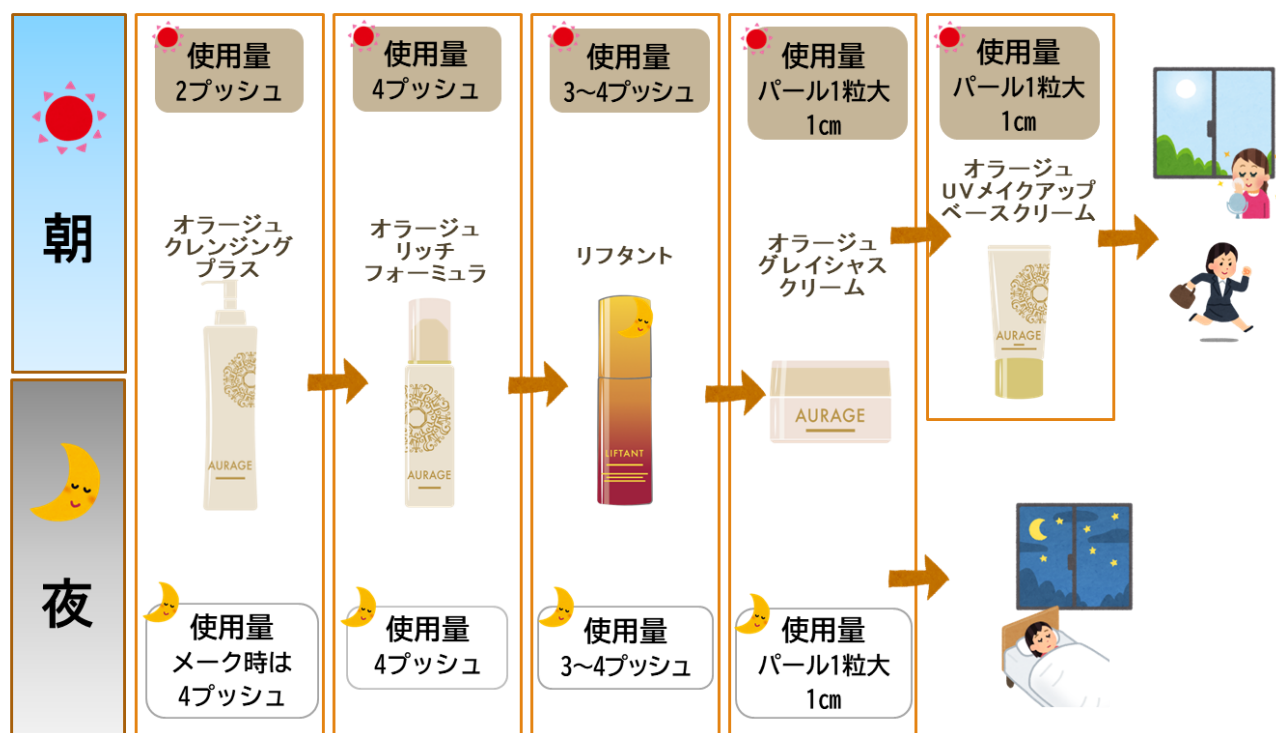 朝
使用量
2プッシュ
オラージュ
クレンジング
プラス
AURAGE
使用量
4プッシュ
オラージュ
リッチ
フォーミュラ
AURAGE
使用量
3〜4プッシュ
リフタント
LIFTANT
使用量
パール1粒大
1㎝
オラージュ
グレイシャス
クリーム
AURAGE
使用量
パール1粒大
1㎝
オラージュ
UVメイクアップ
ベースクリーム
AURAGE
夜
使用量
メーク時は
4プッシュ
使用量
4プッシュ
使用量
3〜4プッシュ
使用量
パール1粒大
1㎝